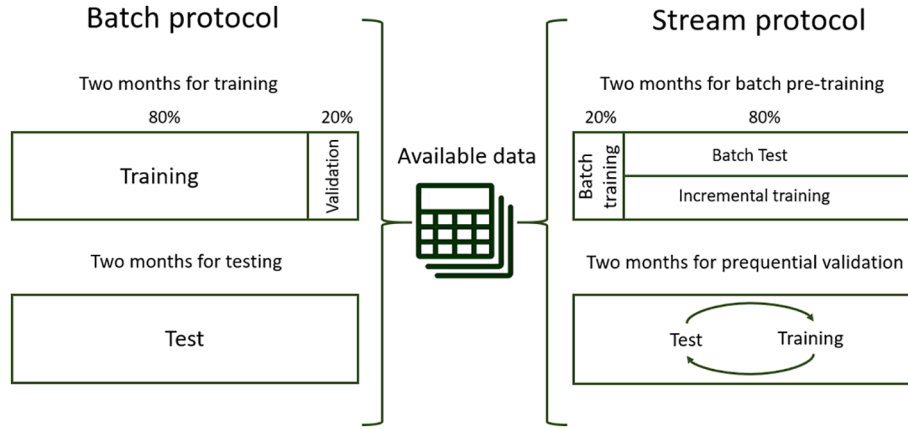 Batch protocol
Two months for training
80%
20%
Training
Validation
Two months for testing
Test
Available data
Stream protocol
Two months for batch pre-training
20%
80%
Batch
training
Batch Test
Incremental training
Two months for prequential validation
Test
Training